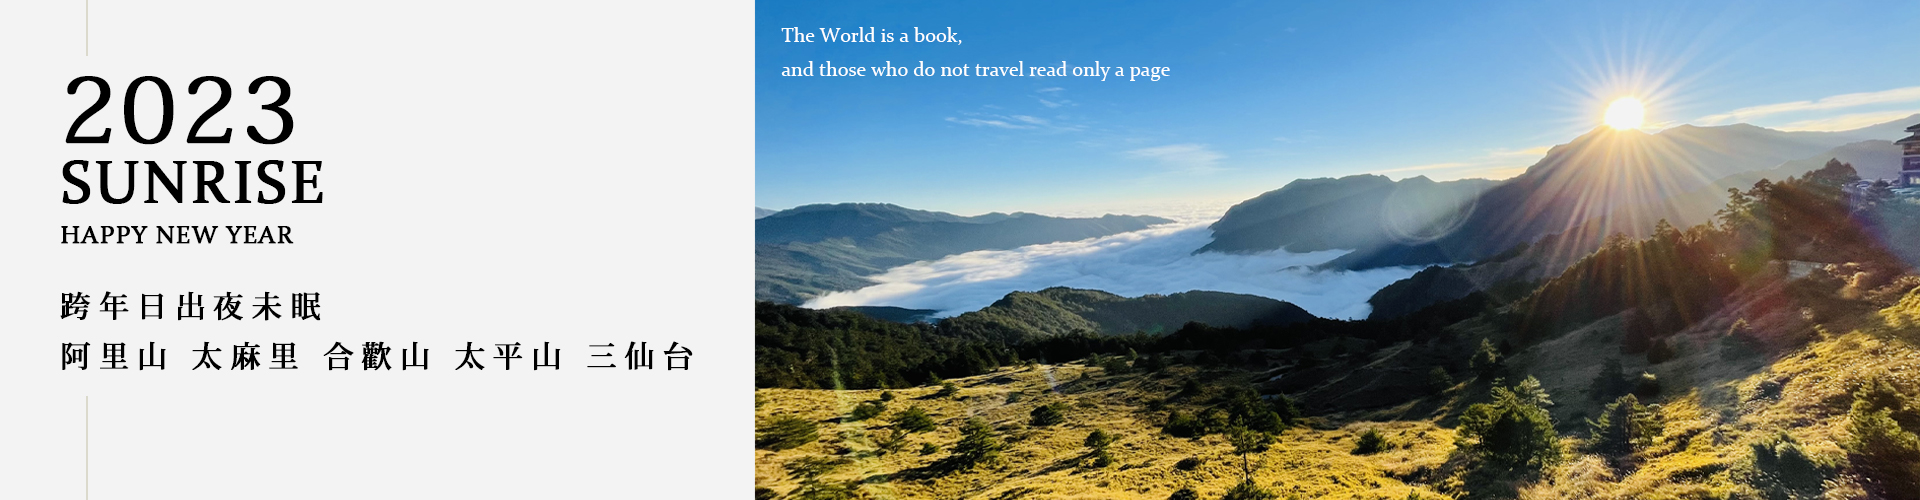 2023
SUNRISE
HAPPY NEW YEAR
跨年日出夜未眠
阿里山 太麻里 合歡山 太平山 三仙台
The World is a book,
and those who do not travel read only a page